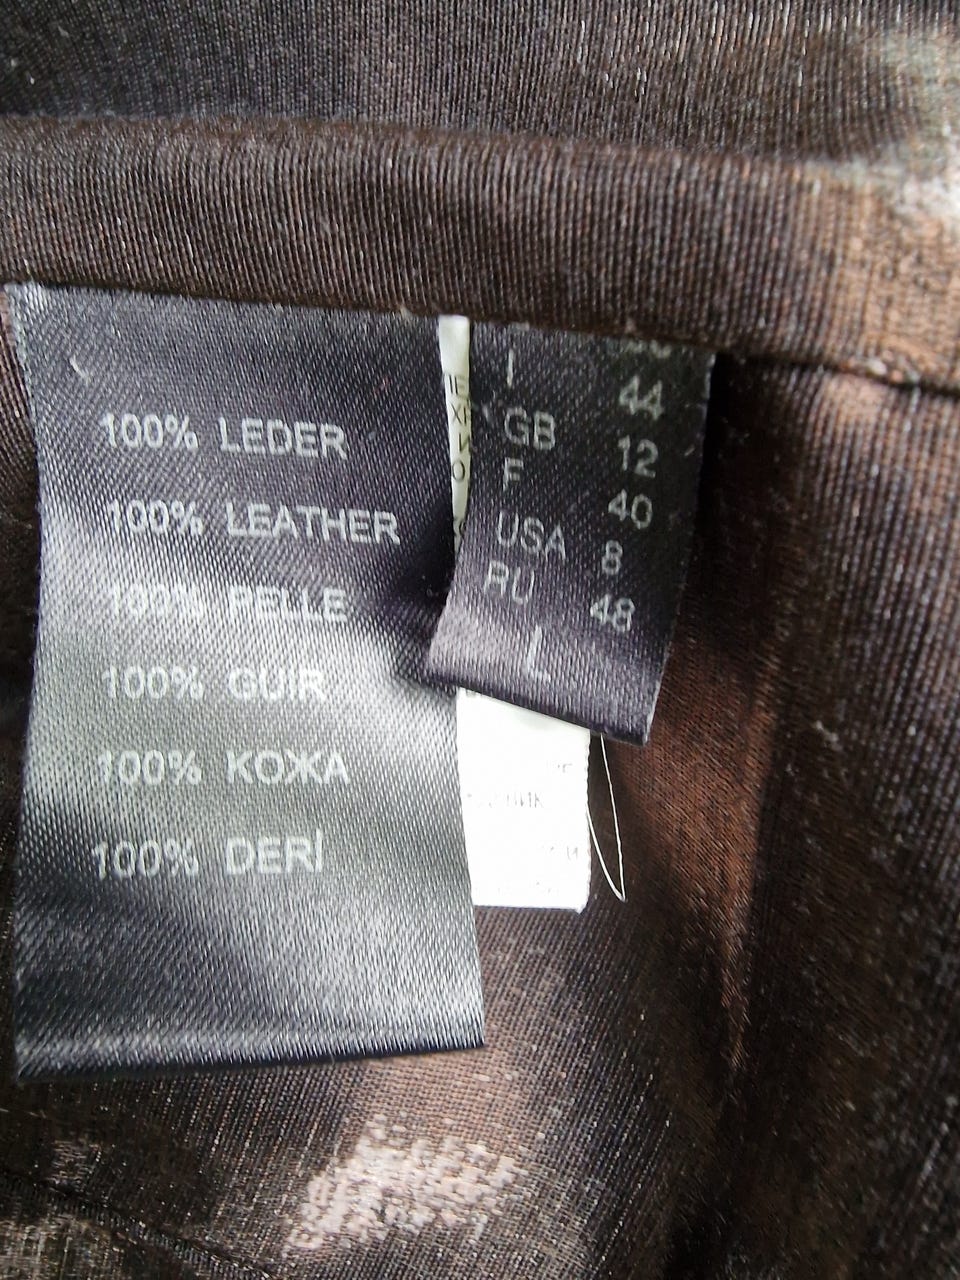 100% LEDER
100% LEATHER
100% PELLE
100% GUIR
100% КОЖА
100% DERİ
I 44
GB 12
F 40
USA 8
RU 48
L